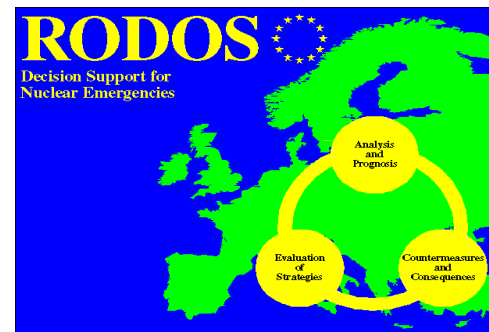 RODOS
Decision Support for
Nuclear Emergencies
Analysis
and
Prognosis
Evaluation
of
Strategies
Countermeasures
and
Consequences